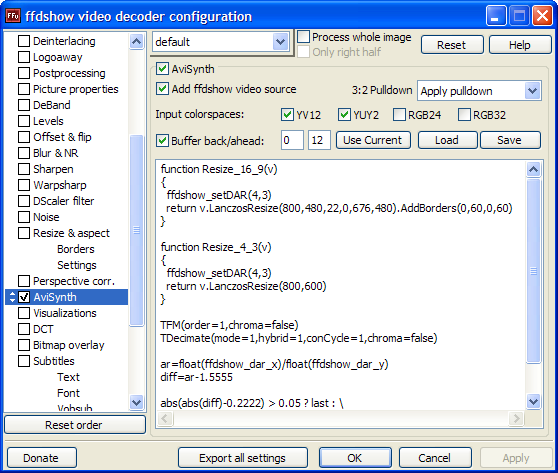 ffdshow video decoder configuration
Deinterlacing
Logoaway
Postprocessing
Picture properties
DeBand
Levels
Offset & flip
Blur & NR
Sharpen
Warpsharp
DScaler filter
Noise
Resize & aspect
Borders
Settings
Perspective corr.
AviSynth
Visualizations
DCT
Bitmap overlay
Subtitles
Text
Font
Vobsub
Reset order
default
Process whole image
Only right half
Reset
Help
AviSynth
Add ffdshow video source
3:2 Pulldown
Apply pulldown
Input colorspaces:
YV12
YUY2
RGB24
RGB32
Buffer back/ahead:
0
12
Use Current
Load
Save
function Resize_16_9(v)
{
ffdshow_setDAR(4,3)
return v.LanczosResize(800,480,22,0,676,480).AddBorders(0,60,0,60)
}
function Resize_4_3(v)
{
ffdshow_setDAR(4,3)
return v.LanczosResize(800,600)
}
TFM(order=1,chroma=false)
TDecimate(mode=1,hybrid=1,conCycle=1,chroma=false)
ar=float(ffdshow_dar_x)/float(ffdshow_dar_y)
diff=ar-1.5555
abs(abs(diff)-0.2222) > 0.05 ? last : \
Donate
Export all settings
OK
Cancel
Apply